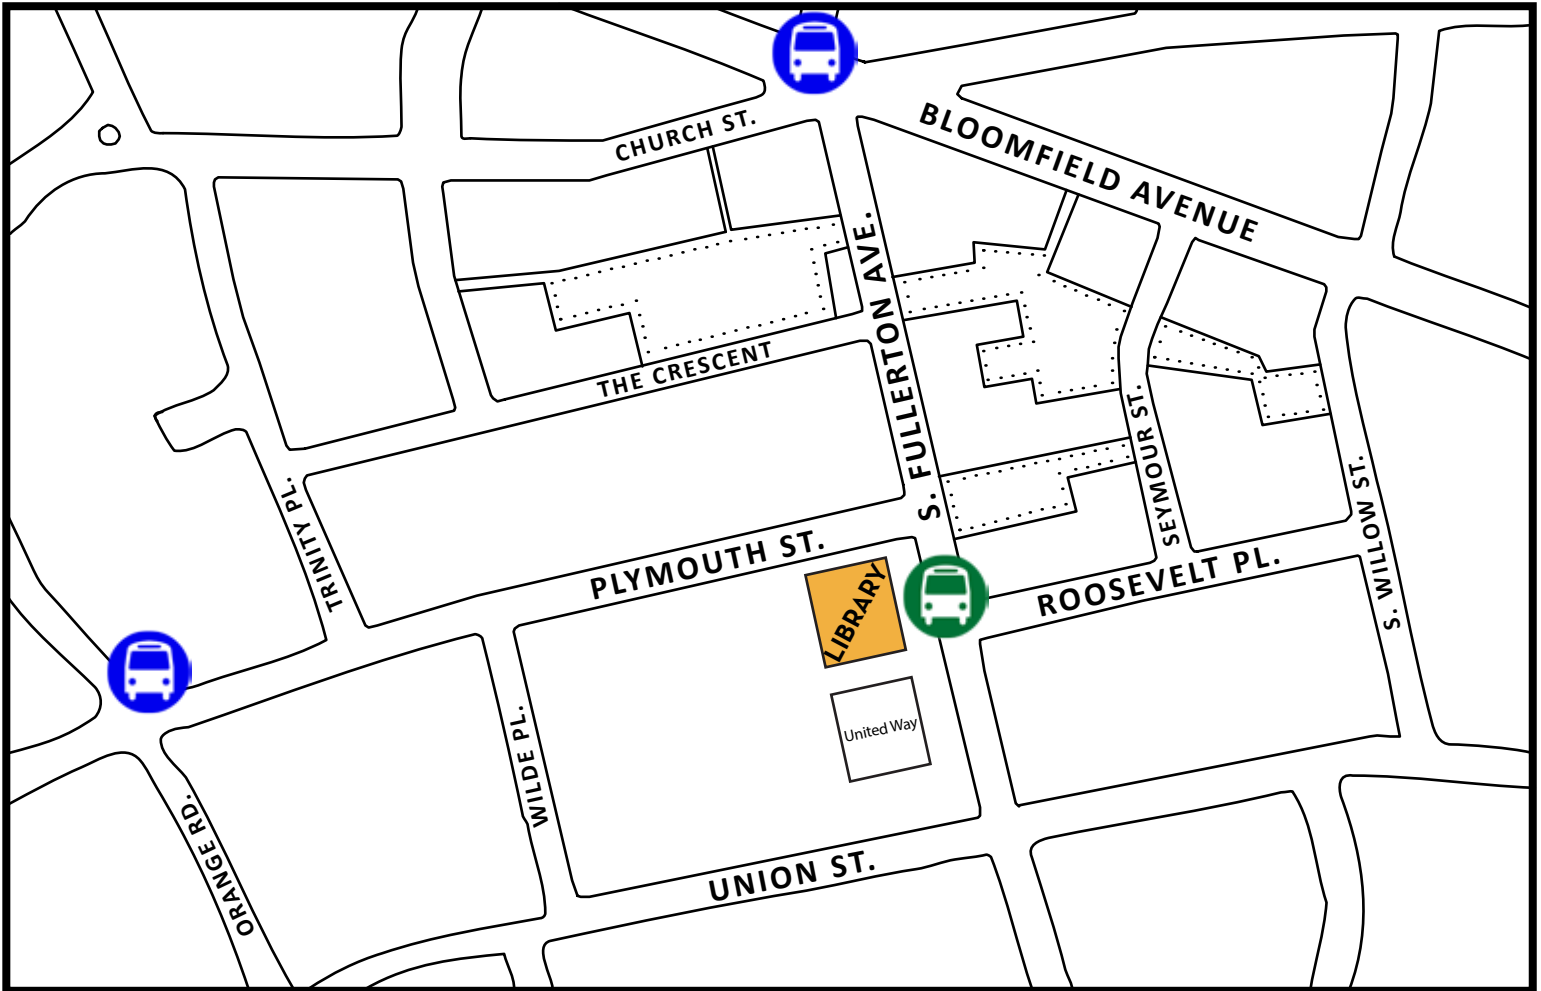 CHURCH ST.
BLOOMFIELD AVENUE
S. FULLERTON AVE.
THE CRESCENT
SEYMOUR ST.
S. WILLOW ST.
TRINITY PL.
PLYMOUTH ST.
LIBRARY
ROOSEVELT PL.
United Way
WILDE PL.
ORANGE RD.
UNION ST.